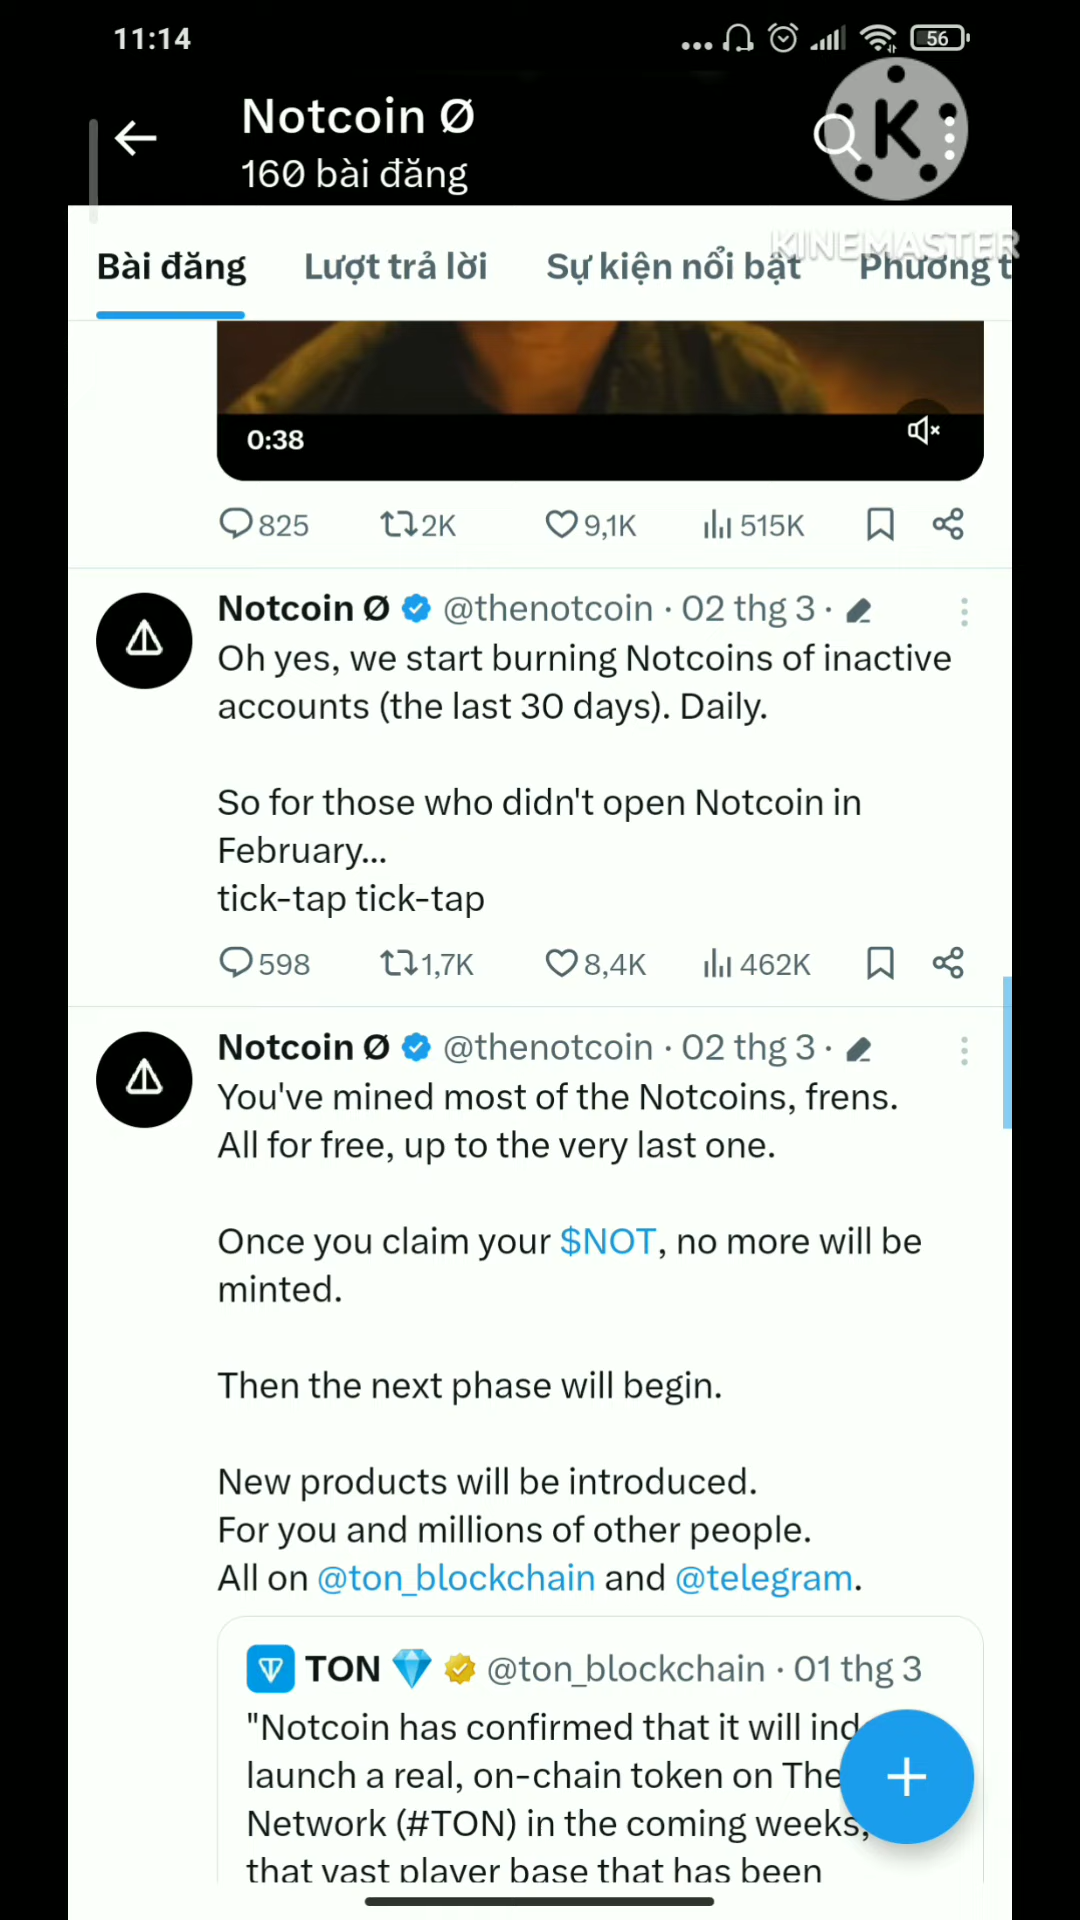 11:14
56
Notcoin Ø
160 bài đăng
K
KINEMASTER
Bài đăng Lượt trả lời Sự kiện nổi bật Phương t
0:38
825 2K 9,1K 515K
Notcoin Ø @thenotcoin · 02 thg 3 ·
Oh yes, we start burning Notcoins of inactive
accounts (the last 30 days). Daily.
So for those who didn't open Notcoin in
February...
tick-tap tick-tap
598 1,7K 8,4K 462K
Notcoin Ø @thenotcoin · 02 thg 3 ·
You've mined most of the Notcoins, frens.
All for free, up to the very last one.
Once you claim your $NOT, no more will be
minted.
Then the next phase will begin.
New products will be introduced.
For you and millions of other people.
All on @ton_blockchain and @telegram.
TON @ton_blockchain · 01 thg 3
"Notcoin has confirmed that it will ind
launch a real, on-chain token on The
Network (#TON) in the coming weeks,
that vast player base that has been